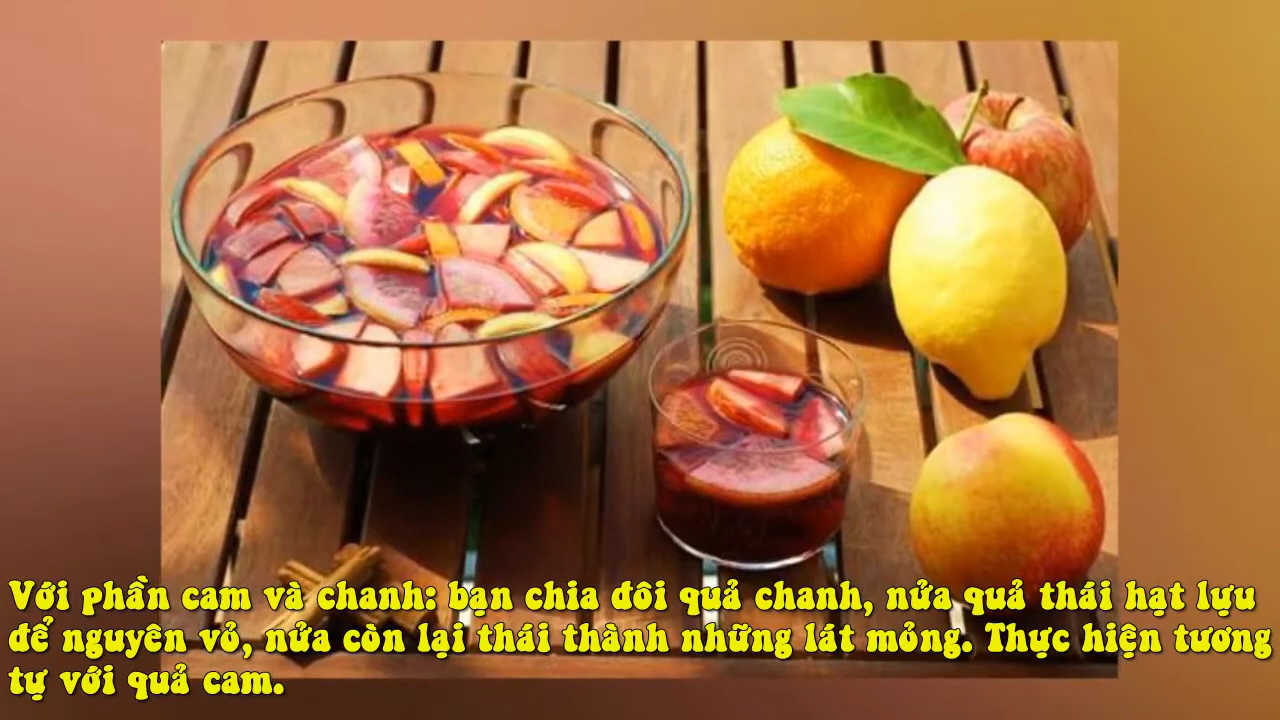 Với phần cam và chanh: bạn chia đôi quả chanh, nửa quả thái hạt lựu
để nguyên vỏ, nửa còn lại thái thành những lát mỏng. Thực hiện tương
tự với quả cam.